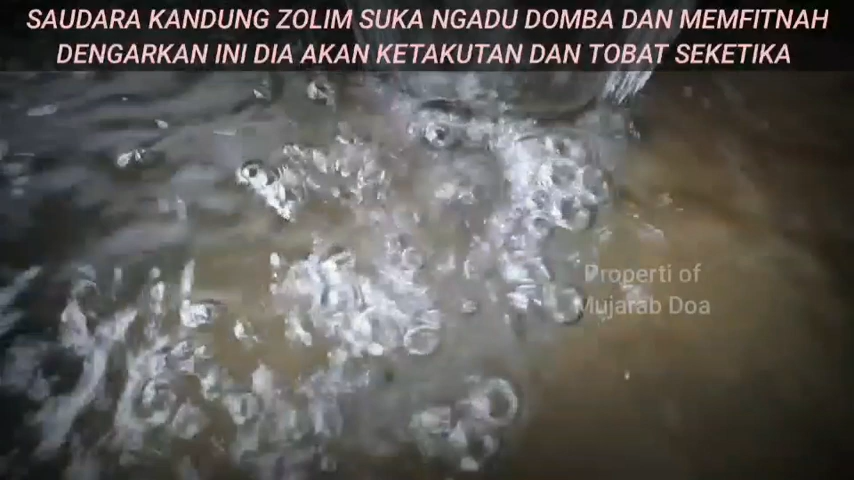 SAUDARA KANDUNG ZOLIM SUKA NGADU DOMBA DAN MEMFITNAH
DENGARKAN INI DIA AKAN KETAKUTAN DAN TOBAT SEKETIKA
Properti of
Mujarab Doa